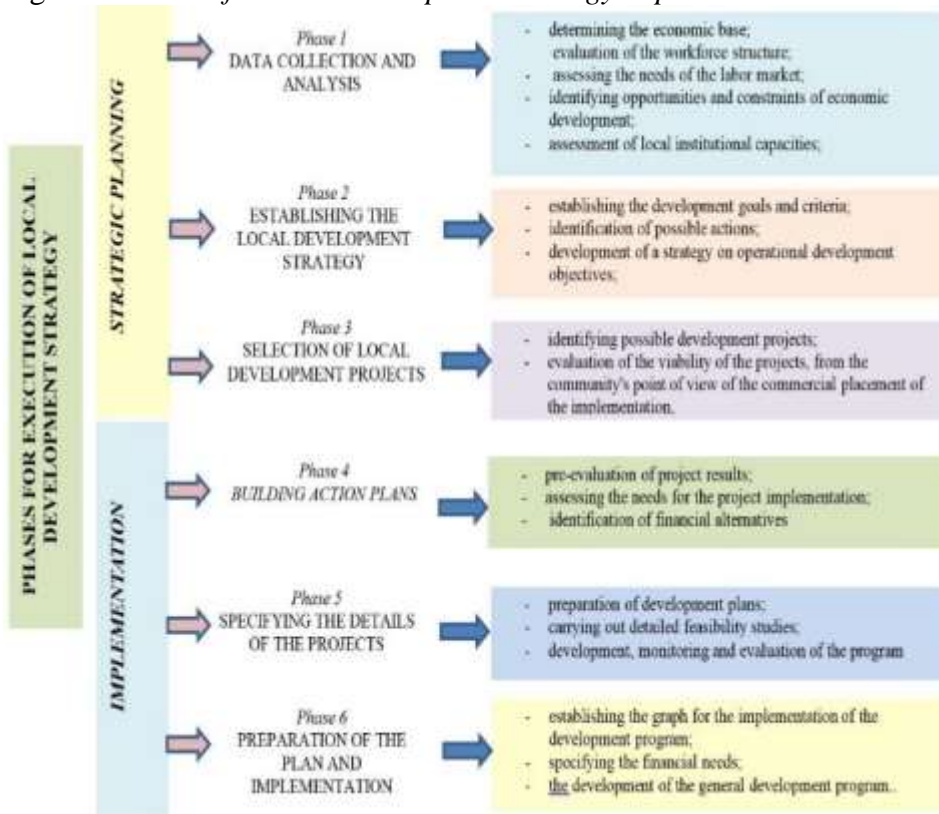 PHASES FOR EXECUTION OF LOCAL
DEVELOPMENT STRATEGY
STRATEGIC PLANNING
Phase 1
DATA COLLECTION AND
ANALYSIS
- determining the economic base;
evaluation of the workforce structure;
- assessing the needs of the labor market;
- identifying opportunities and constraints of economic
development;
- assessment of local institutional capacities;
Phase 2
ESTABLISHING THE
LOCAL DEVELOPMENT
STRATEGY
- establishing the development goals and criteria;
- identification of possible actions;
- development of a strategy on operational development
objectives;
Phase 3
SELECTION OF LOCAL
DEVELOPMENT PROJECTS
- identifying possible development projects;
- evaluation of the viability of the projects, from the
community's point of view of the commercial placement of
the implementation.
IMPLEMENTATION
Phase 4
BUILDING ACTION PLANS
- pre-evaluation of project results;
- assessing the needs for the project implementation;
- identification of financial alternatives
Phase 5
SPECIFYING THE DETAILS
OF THE PROJECTS
- preparation of development plans;
- carrying out detailed feasibility studies;
- development, monitoring and evaluation of the program
Phase 6
PREPARATION OF THE
PLAN AND
IMPLEMENTATION
- establishing the graph for the implementation of the
development program;
- specifying the financial needs;
- the development of the general development program..